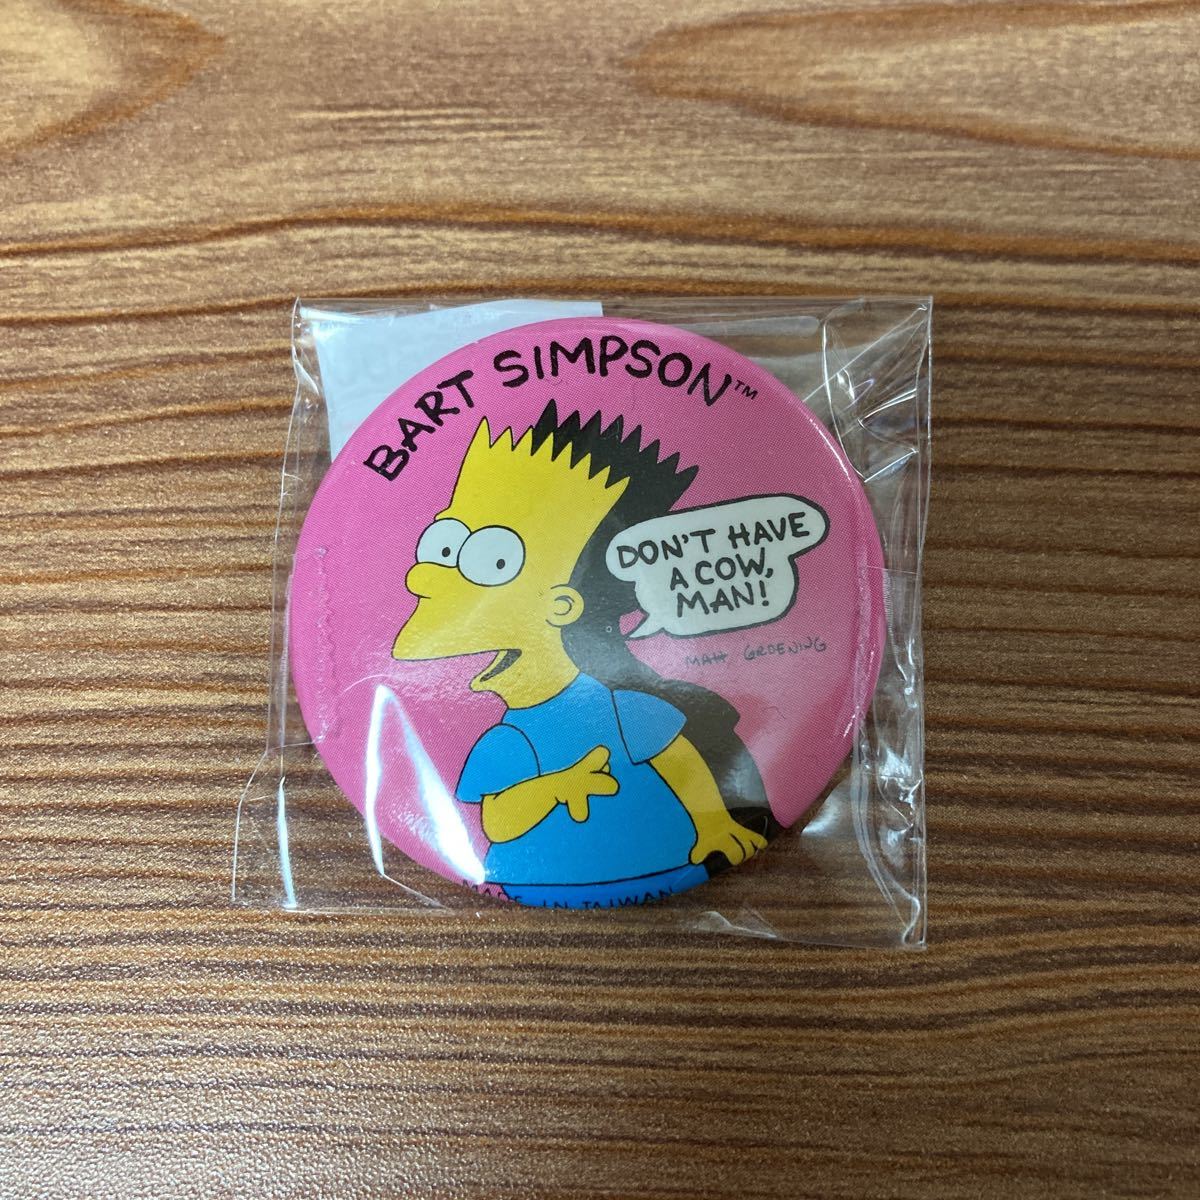 BART SIMPSON™
DON'T HAVE
A COW,
MAN!
MATT GROENING
MADE IN TAIWAN